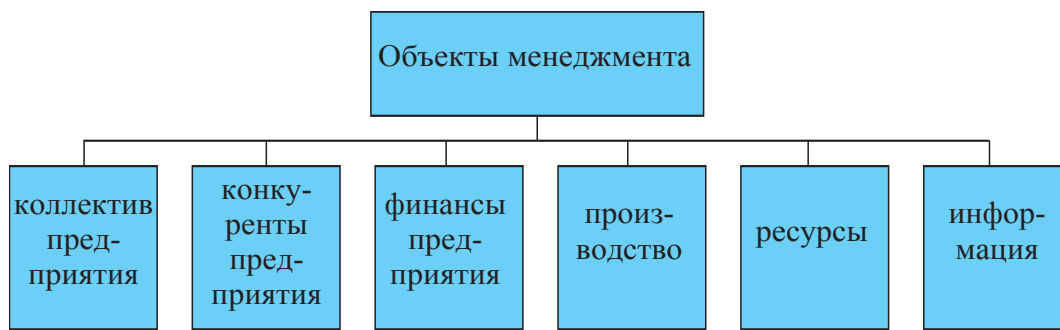 Объекты менеджмента
коллектив
пред-
приятия
конку-
ренты
пред-
приятия
финансы
пред-
приятия
произ-
водство
ресурсы
инфор-
мация